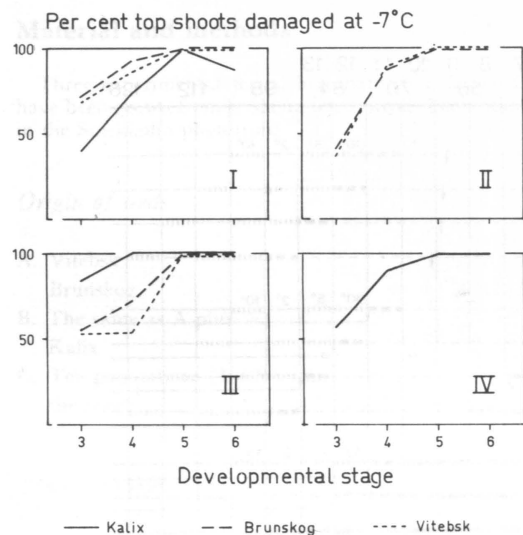 Per cent top shoots damaged at -7°C
100
50
I
II
100
50
III
IV
3 4 5 6
3 4 5 6
Developmental stage
Kalix
Brunskog
Vitebsk